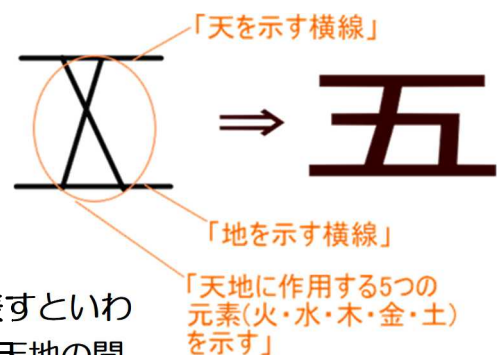 「天を示す横線」
五
「地を示す横線」
「天地に作用する5つの
元素(火・水・木・金・土)
を示す」
すといわ
天地の間